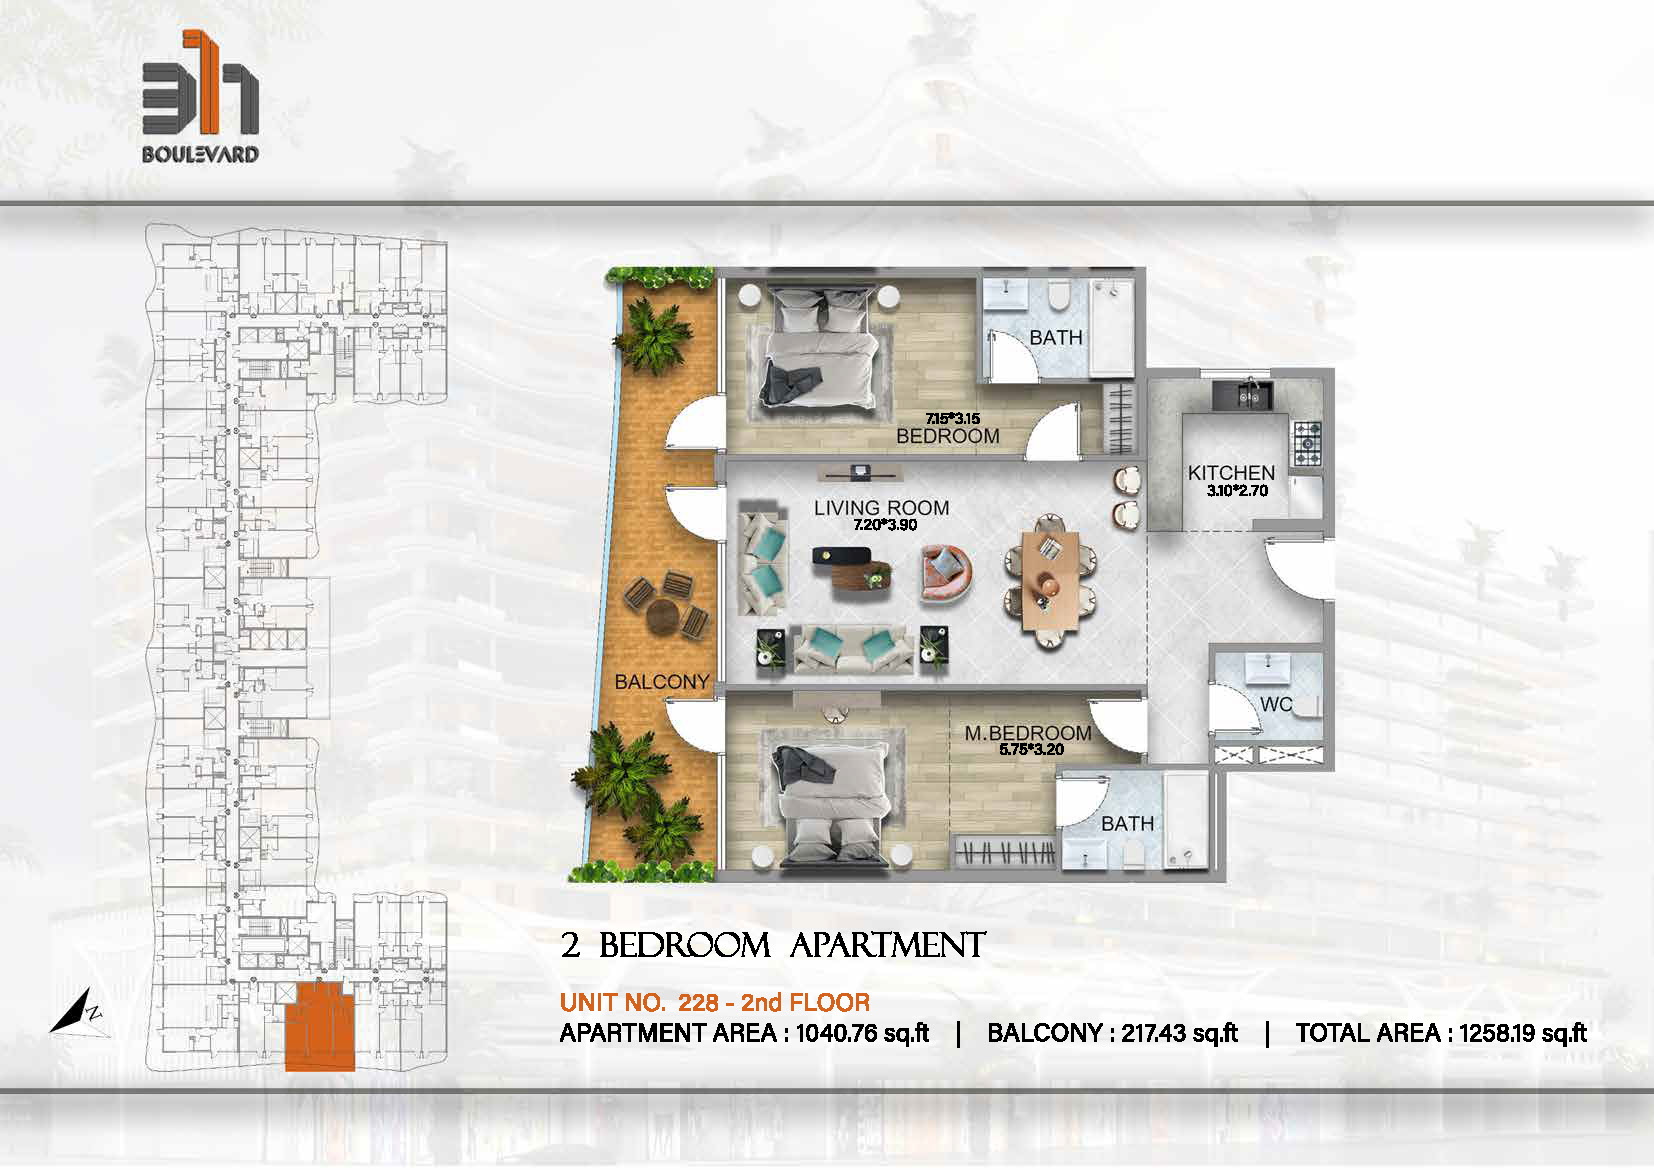 311
BOULEVARD
BATH
7.15*3.15
BEDROOM
KITCHEN
3.10*2.70
LIVING ROOM
7.20*3.90
BALCONY
WC
M.BEDROOM
5.75*3.20
BATH
2 BEDROOM APARTMENT
UNIT NO. 228 - 2nd FLOOR
APARTMENT AREA : 1040.76 sq.ft | BALCONY : 217.43 sq.ft | TOTAL AREA : 1258.19 sq.ft
N